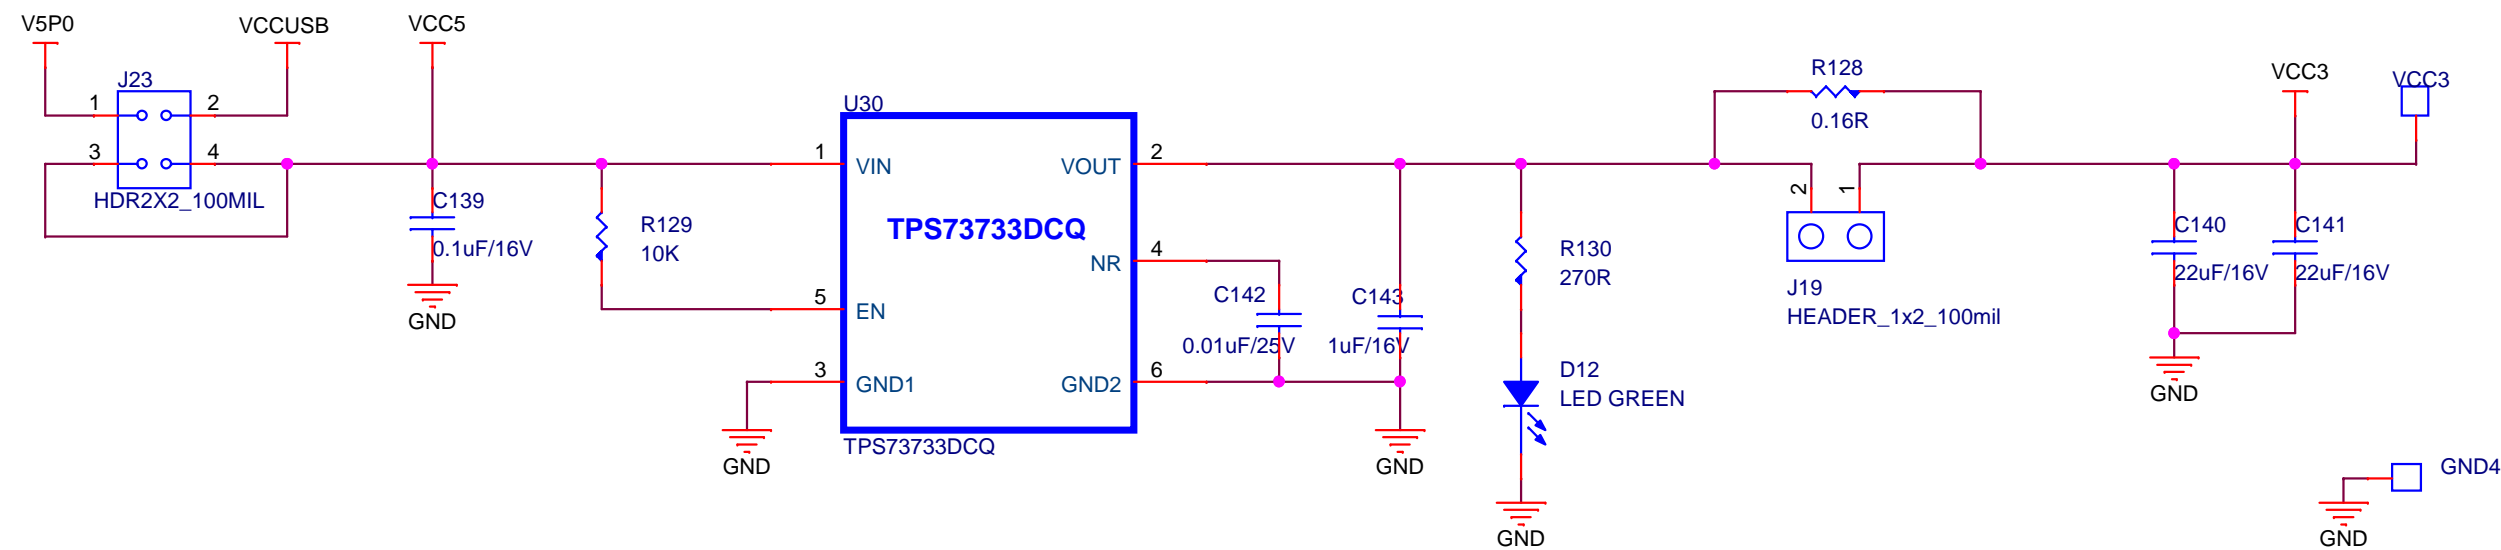 V5P0
VCCUSB
VCC5
J23
1
2
3
4
HDR2X2_100MIL
C139
0.1uF/16V
GND
R129
10K
U30
1
VIN
VOUT
2
TPS73733DCQ
NR
4
5
EN
3
GND1
GND2
6
TPS73733DCQ
GND
C142
0.01uF/25V
C143
1uF/16V
GND
R130
270R
D12
LED GREEN
GND
R128
0.16R
2
1
J19
HEADER_1x2_100mil
VCC3
VCC3
C140
22uF/16V
C141
22uF/16V
GND
GND4
GND